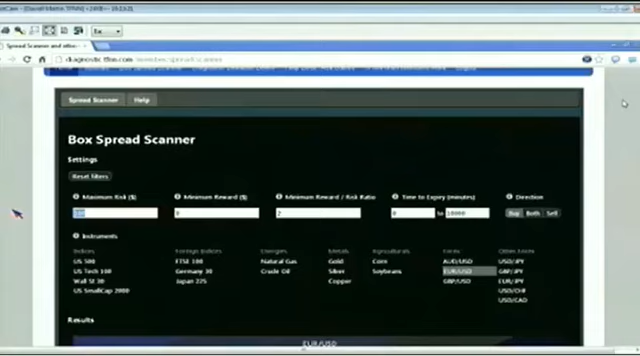 Spread Scanner
Help
Box Spread Scanner
Settings
Reset Filters
Maximum Risk ($)
Minimum Reward ($)
Minimum Reward / Risk Ratio
Time to Expiry (minutes)
Direction
0
2
0
to
10000
Buy
Both
Sell
Instruments
Indices
Foreign Indices
Energies
Metals
Agriculturals
Forex
Other Forex
US 500
FTSE 100
Natural Gas
Gold
Corn
AUD/USD
USD/JPY
US Tech 100
Germany 30
Crude Oil
Silver
Soybeans
EUR/USD
GBP/JPY
Wall St 30
Japan 225
Copper
GBP/USD
EUR/JPY
US SmallCap 2000
USD/CHF
USD/CAD
Results
EUR/USD